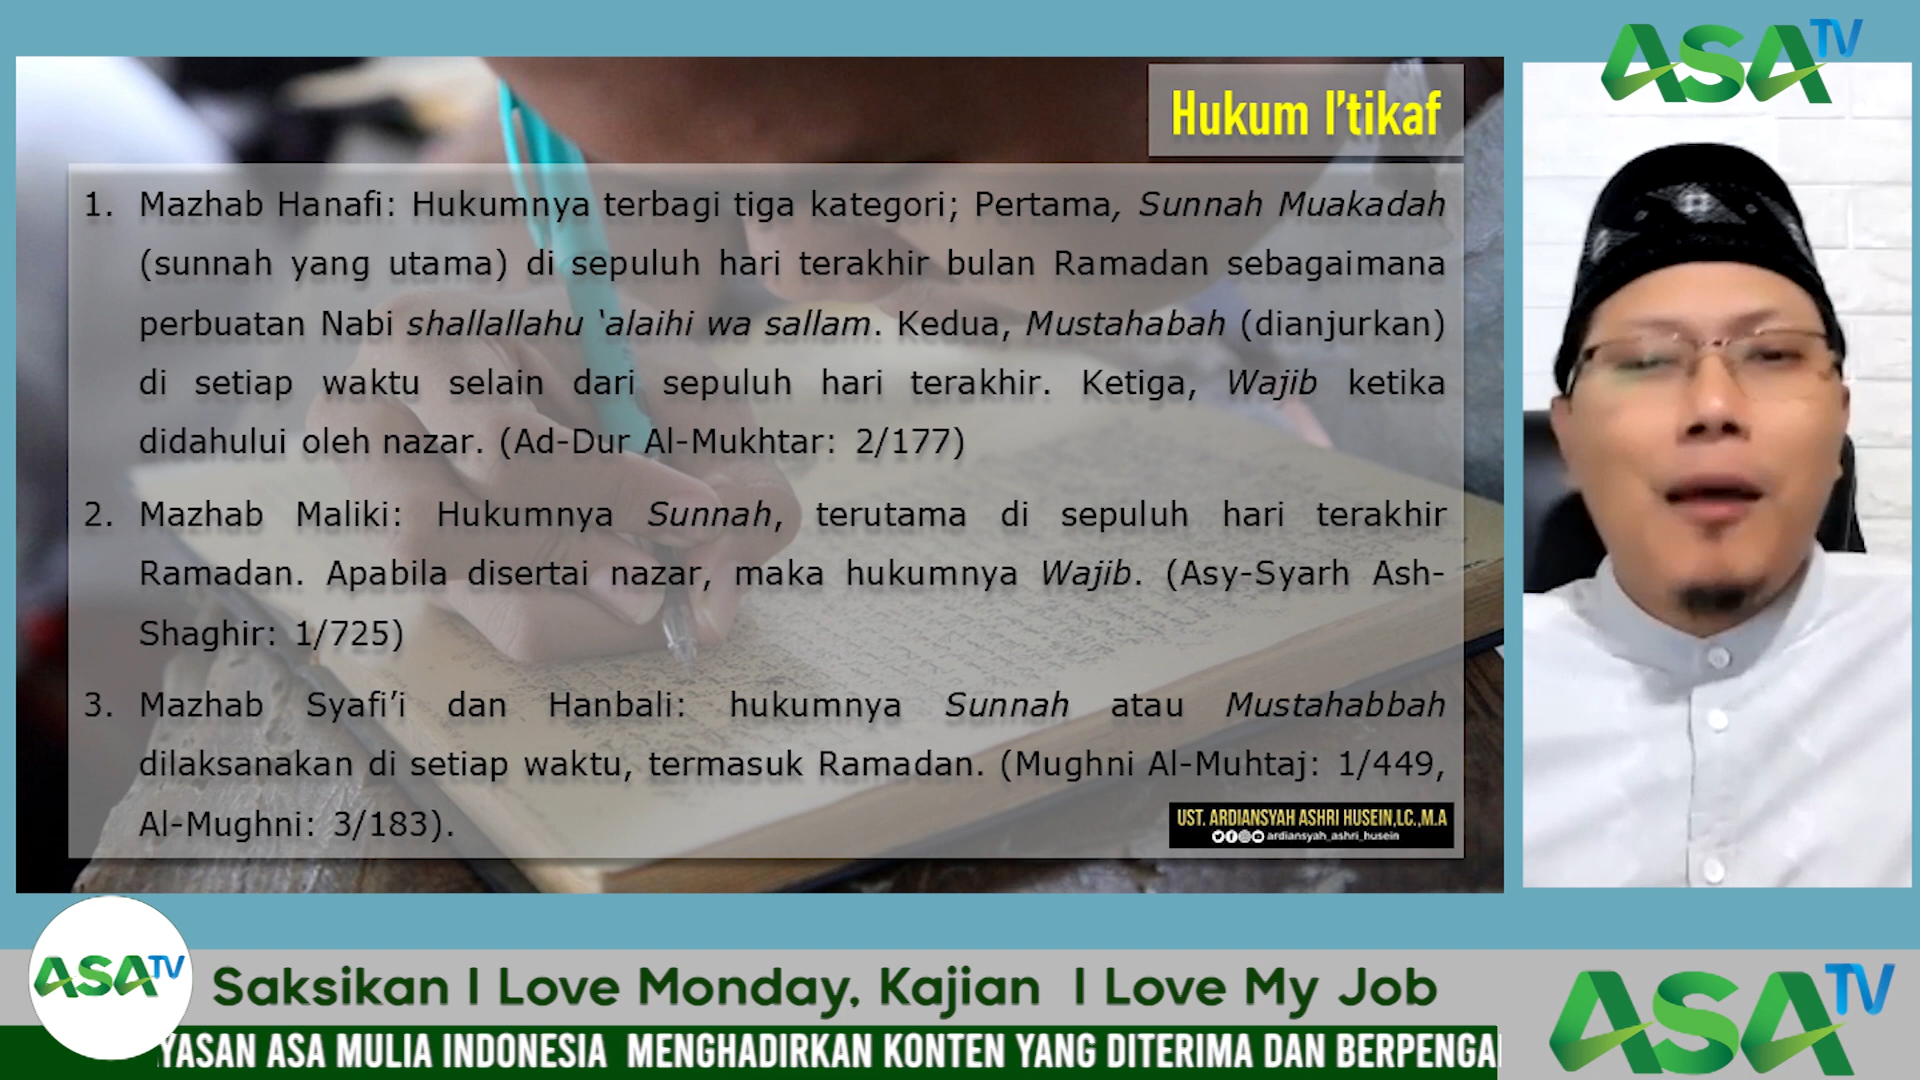 ASA TV
Hukum I'tikaf
1. Mazhab Hanafi: Hukumnya terbagi tiga kategori; Pertama, Sunnah Muakadah
(sunnah yang utama) di sepuluh hari terakhir bulan Ramadan sebagaimana
perbuatan Nabi shallallahu ‘alaihi wa sallam. Kedua, Mustahabah (dianjurkan)
di setiap waktu selain dari sepuluh hari terakhir. Ketiga, Wajib ketika
didahului oleh nazar. (Ad-Dur Al-Mukhtar: 2/177)
2. Mazhab Maliki: Hukumnya Sunnah, terutama di sepuluh hari terakhir
Ramadan. Apabila disertai nazar, maka hukumnya Wajib. (Asy-Syarh Ash-
Shaghir: 1/725)
3. Mazhab Syafi’i dan Hanbali: hukumnya Sunnah atau Mustahabbah
dilaksanakan di setiap waktu, termasuk Ramadan. (Mughni Al-Muhtaj: 1/449,
Al-Mughni: 3/183).
UST. ARDIANSYAH ASHRI HUSEIN,LC.,M.A
ardiansyah_ashri_husein
ASA TV
Saksikan I Love Monday, Kajian I Love My Job
YASAN ASA MULIA INDONESIA MENGHADIRKAN KONTEN YANG DITERIMA DAN BERPENGA
ASA TV